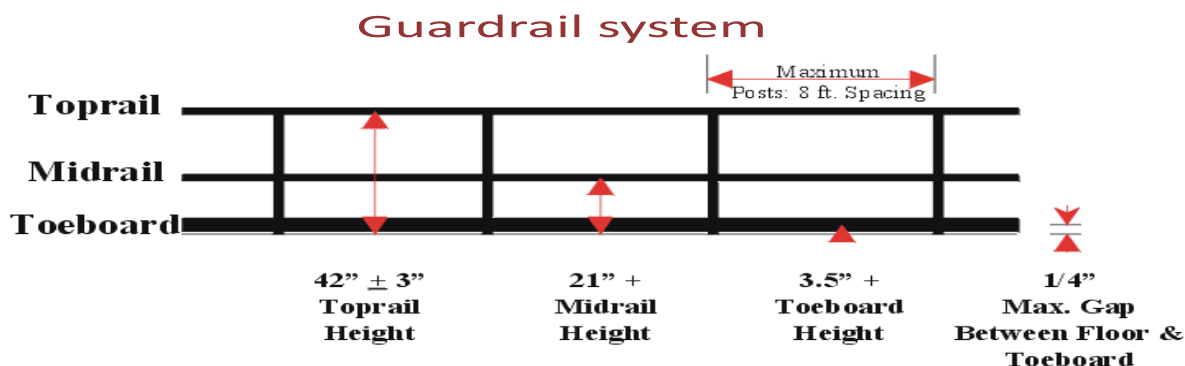 Guardrail system
Maximum
Posts: 8 ft. Spacing
Toprail
Midrail
Toeboard
42” ± 3”
Toprail
Height
21” +
Midrail
Height
3.5” +
Toeboard
Height
1/4”
Max. Gap
Between Floor &
Toeboard